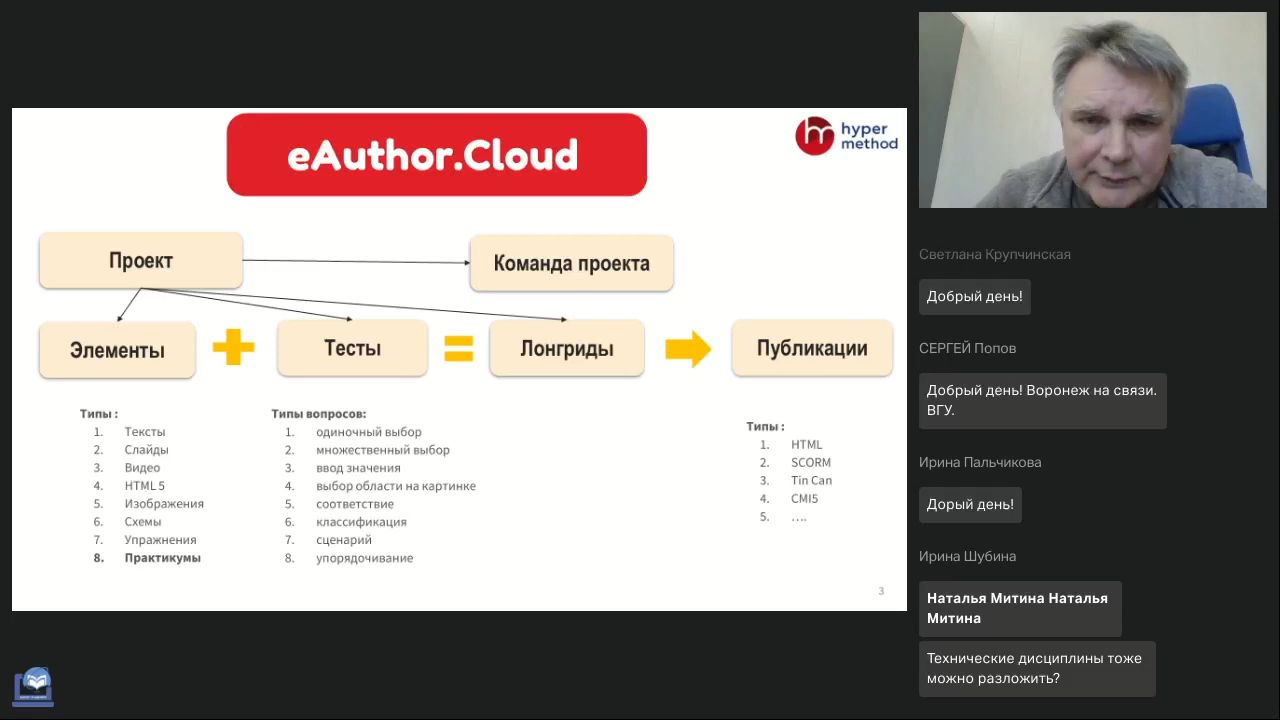 eAuthor.Cloud
hyper
method
Проект
Команда проекта
Элементы
Тесты
Лонгриды
Публикации
Типы :
1. Тексты
2. Слайды
3. Видео
4. HTML 5
5. Изображения
6. Схемы
7. Упражнения
8. Практикумы
Типы вопросов:
1. одиночный выбор
2. множественный выбор
3. ввод значения
4. выбор области на картинке
5. соответствие
6. классификация
7. сценарий
8. упорядочивание
Типы :
1. HTML
2. SCORM
3. Tin Can
4. CMI5
5. ….
3
Светлана Крупчинская
Добрый день!
СЕРГЕЙ Попов
Добрый день! Воронеж на связи.
ВГУ.
Ирина Пальчикова
Дорый день!
Ирина Шубина
Наталья Митина Наталья
Митина
Технические дисциплины тоже
можно разложить?